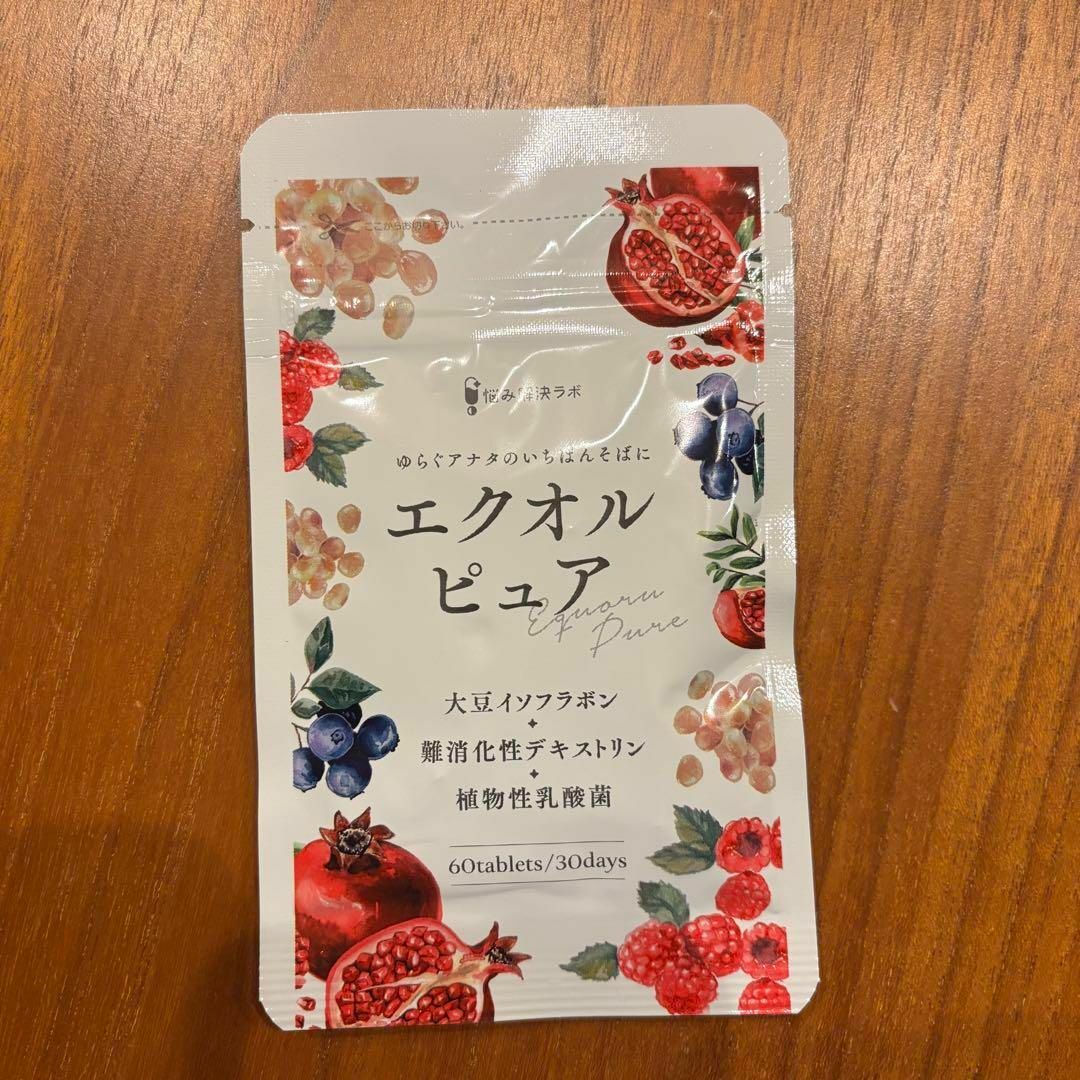 ここからお切り下さい。
悩み解決ラボ
ゆらぐアナタのいちばんそばに
エクオル
ピュア
Equoru
Pure
大豆イソフラボン
+
難消化性デキストリン
+
植物性乳酸菌
60tablets/30days